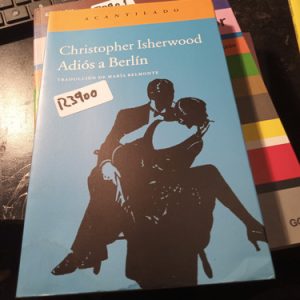 ACANTILADO
Christopher Isherwood
Adiós a Berlín
TRADUCCIÓN DE MARÍA BELMONTE
123900